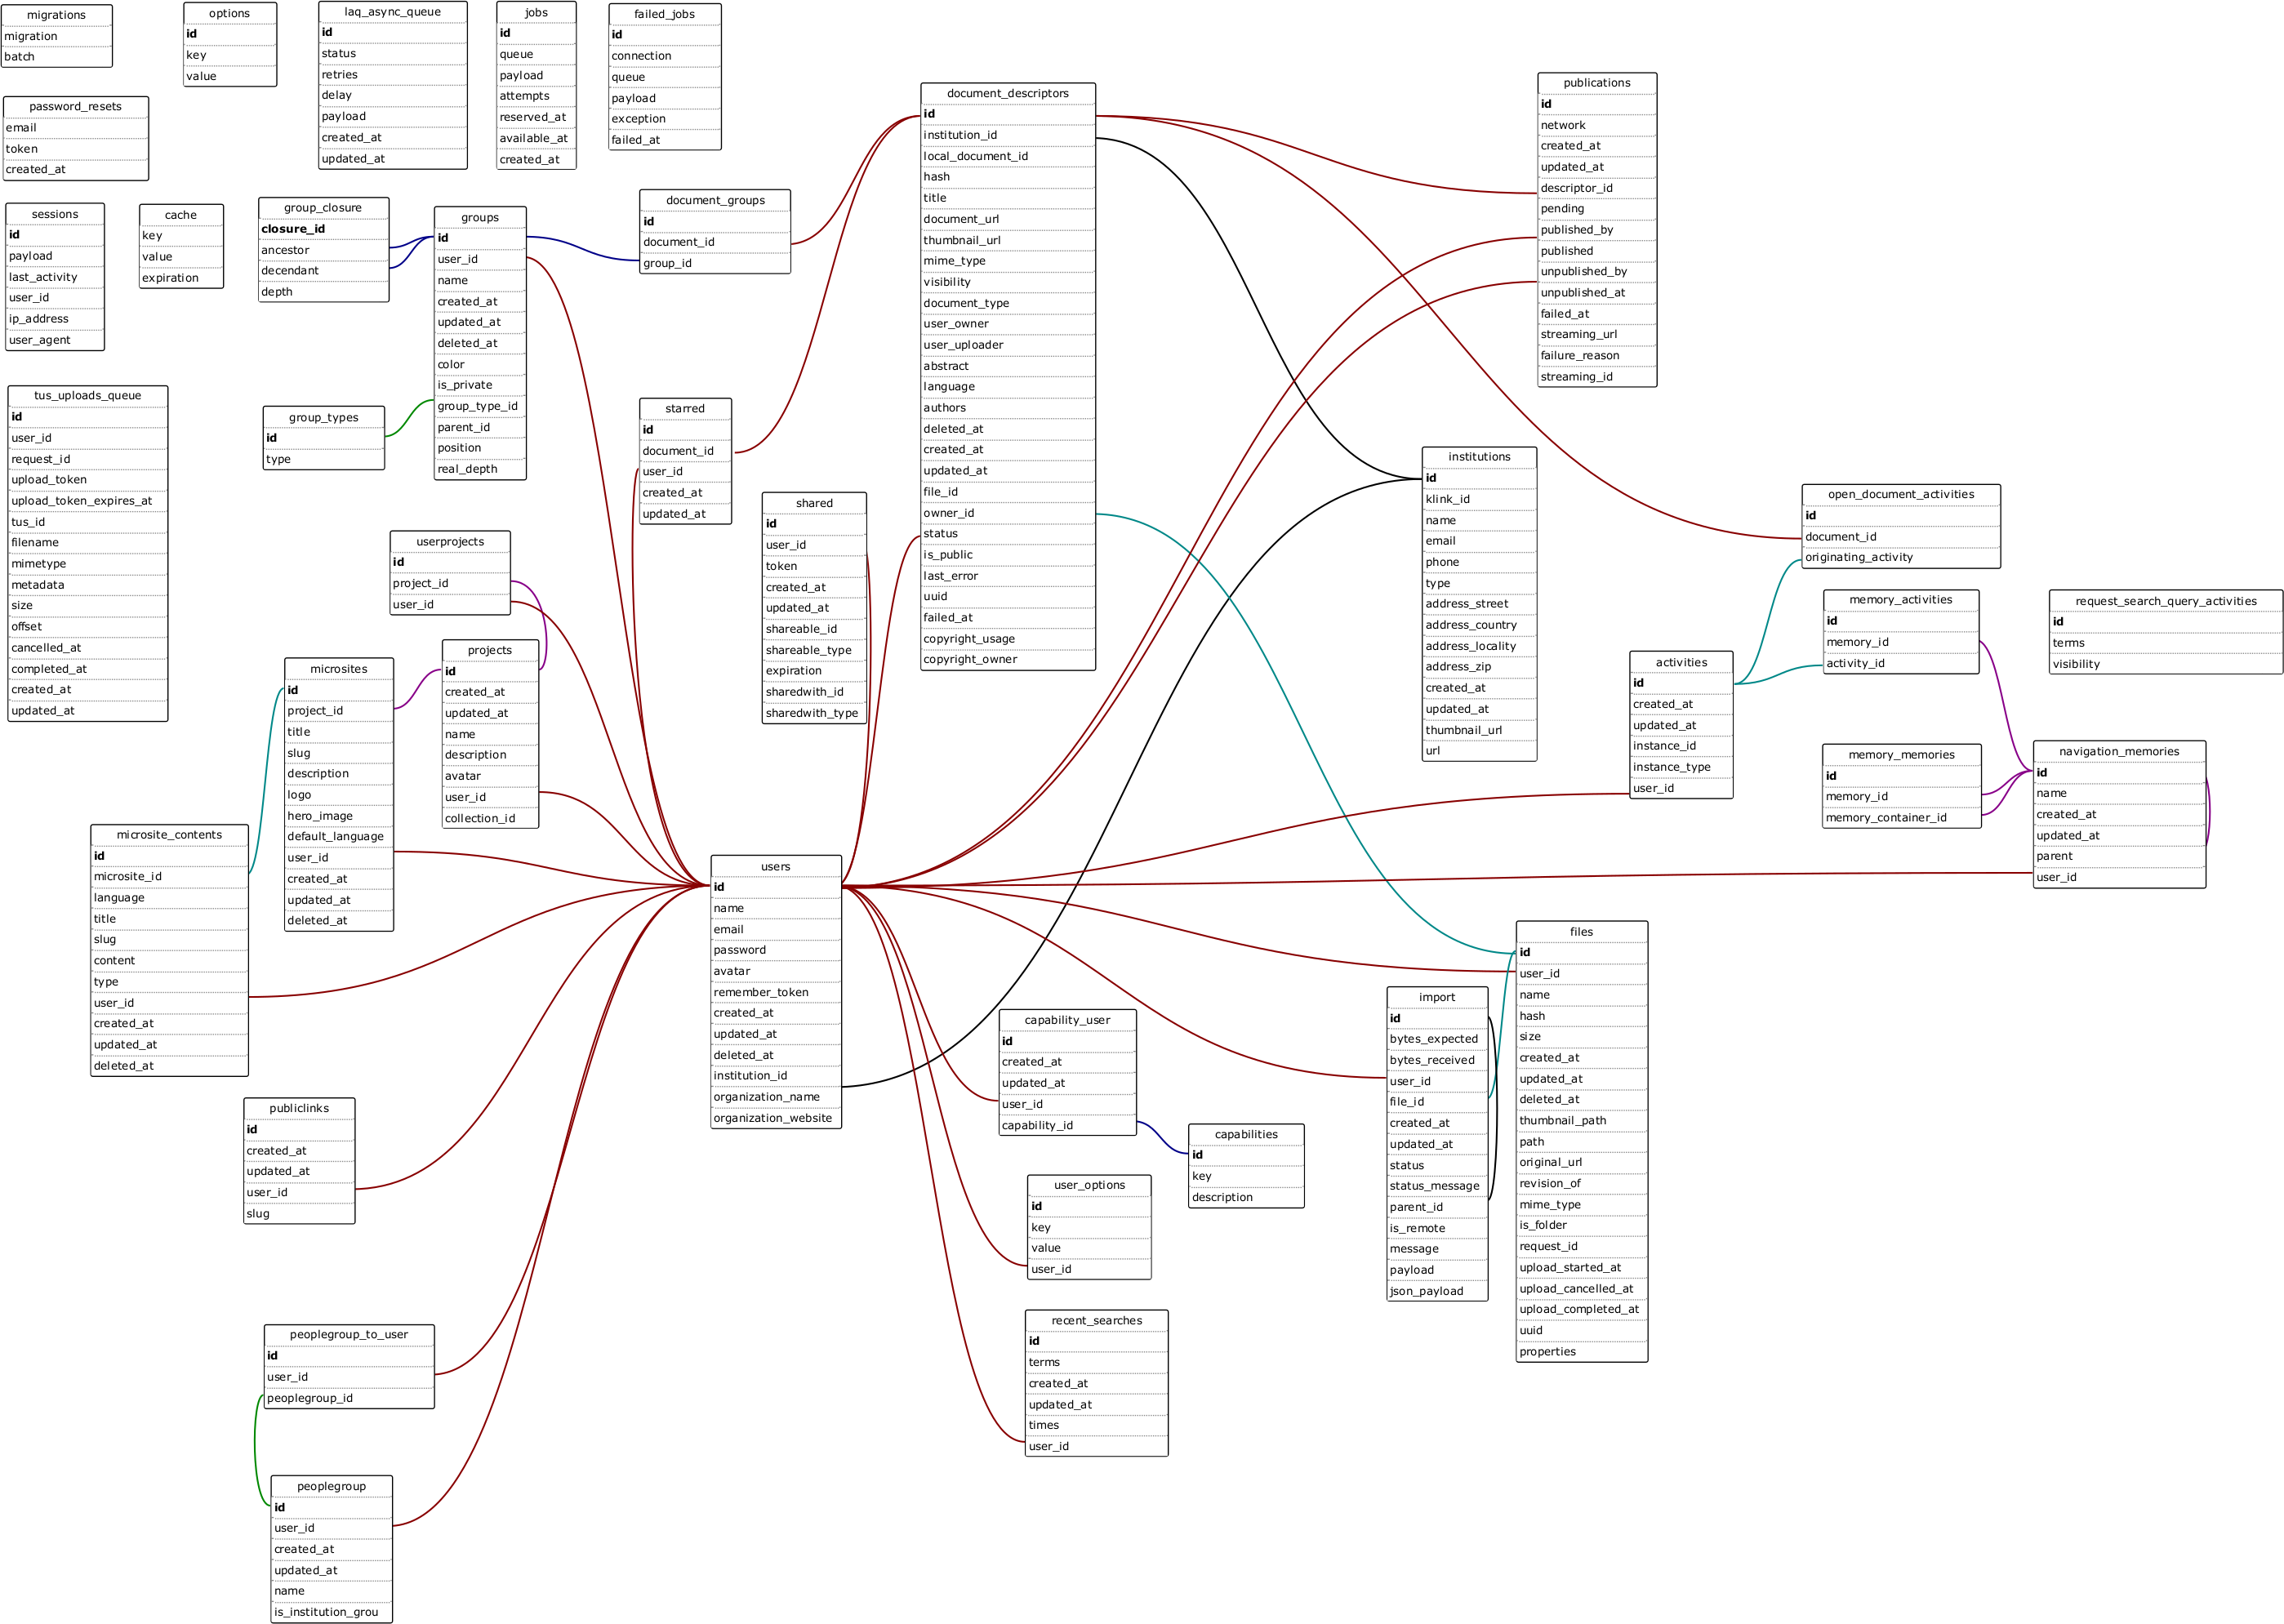 migrations
migration
batch
options
id
key
value
laq_async_queue
id
status
retries
delay
payload
created_at
updated_at
jobs
id
queue
payload
attempts
reserved_at
available_at
created_at
failed_jobs
id
connection
queue
payload
exception
failed_at
password_resets
email
token
created_at
sessions
id
payload
last_activity
user_id
ip_address
user_agent
cache
key
value
expiration
group_closure
closure_id
ancestor
decendant
depth
groups
id
user_id
name
created_at
updated_at
deleted_at
color
is_private
group_type_id
parent_id
position
real_depth
document_groups
id
document_id
group_id
document_descriptors
id
institution_id
local_document_id
hash
title
document_url
thumbnail_url
mime_type
visibility
document_type
user_owner
user_uploader
abstract
language
authors
deleted_at
created_at
updated_at
file_id
owner_id
status
is_public
last_error
uuid
failed_at
copyright_usage
copyright_owner
publications
id
network
created_at
updated_at
descriptor_id
pending
published_by
published
unpublished_by
unpublished_at
failed_at
streaming_url
failure_reason
streaming_id
tus_uploads_queue
id
user_id
request_id
upload_token
upload_token_expires_at
tus_id
filename
mimetype
metadata
size
offset
cancelled_at
completed_at
created_at
updated_at
group_types
id
type
starred
id
document_id
user_id
created_at
updated_at
shared
id
user_id
token
created_at
updated_at
shareable_id
shareable_type
expiration
sharedwith_id
sharedwith_type
institutions
id
klink_id
name
email
phone
type
address_street
address_country
address_locality
address_zip
created_at
updated_at
thumbnail_url
url
open_document_activities
id
document_id
originating_activity
userprojects
id
project_id
user_id
memory_activities
id
memory_id
activity_id
request_search_query_activities
id
terms
visibility
projects
id
created_at
updated_at
name
description
avatar
user_id
collection_id
microsites
id
project_id
title
slug
description
logo
hero_image
default_language
user_id
created_at
updated_at
deleted_at
activities
id
created_at
updated_at
instance_id
instance_type
user_id
memory_memories
id
memory_id
memory_container_id
navigation_memories
id
name
created_at
updated_at
parent
user_id
microsite_contents
id
microsite_id
language
title
slug
content
type
user_id
created_at
updated_at
deleted_at
users
id
name
email
password
avatar
remember_token
created_at
updated_at
deleted_at
institution_id
organization_name
organization_website
files
id
user_id
name
hash
size
created_at
updated_at
deleted_at
thumbnail_path
path
original_url
revision_of
mime_type
is_folder
request_id
upload_started_at
upload_cancelled_at
upload_completed_at
uuid
properties
import
id
bytes_expected
bytes_received
user_id
file_id
created_at
updated_at
status
status_message
parent_id
is_remote
message
payload
json_payload
capability_user
id
created_at
updated_at
user_id
capability_id
publiclinks
id
created_at
updated_at
user_id
slug
capabilities
id
key
description
user_options
id
key
value
user_id
recent_searches
id
terms
created_at
updated_at
times
user_id
peoplegroup_to_user
id
user_id
peoplegroup_id
peoplegroup
id
user_id
created_at
updated_at
name
is_institution_grou